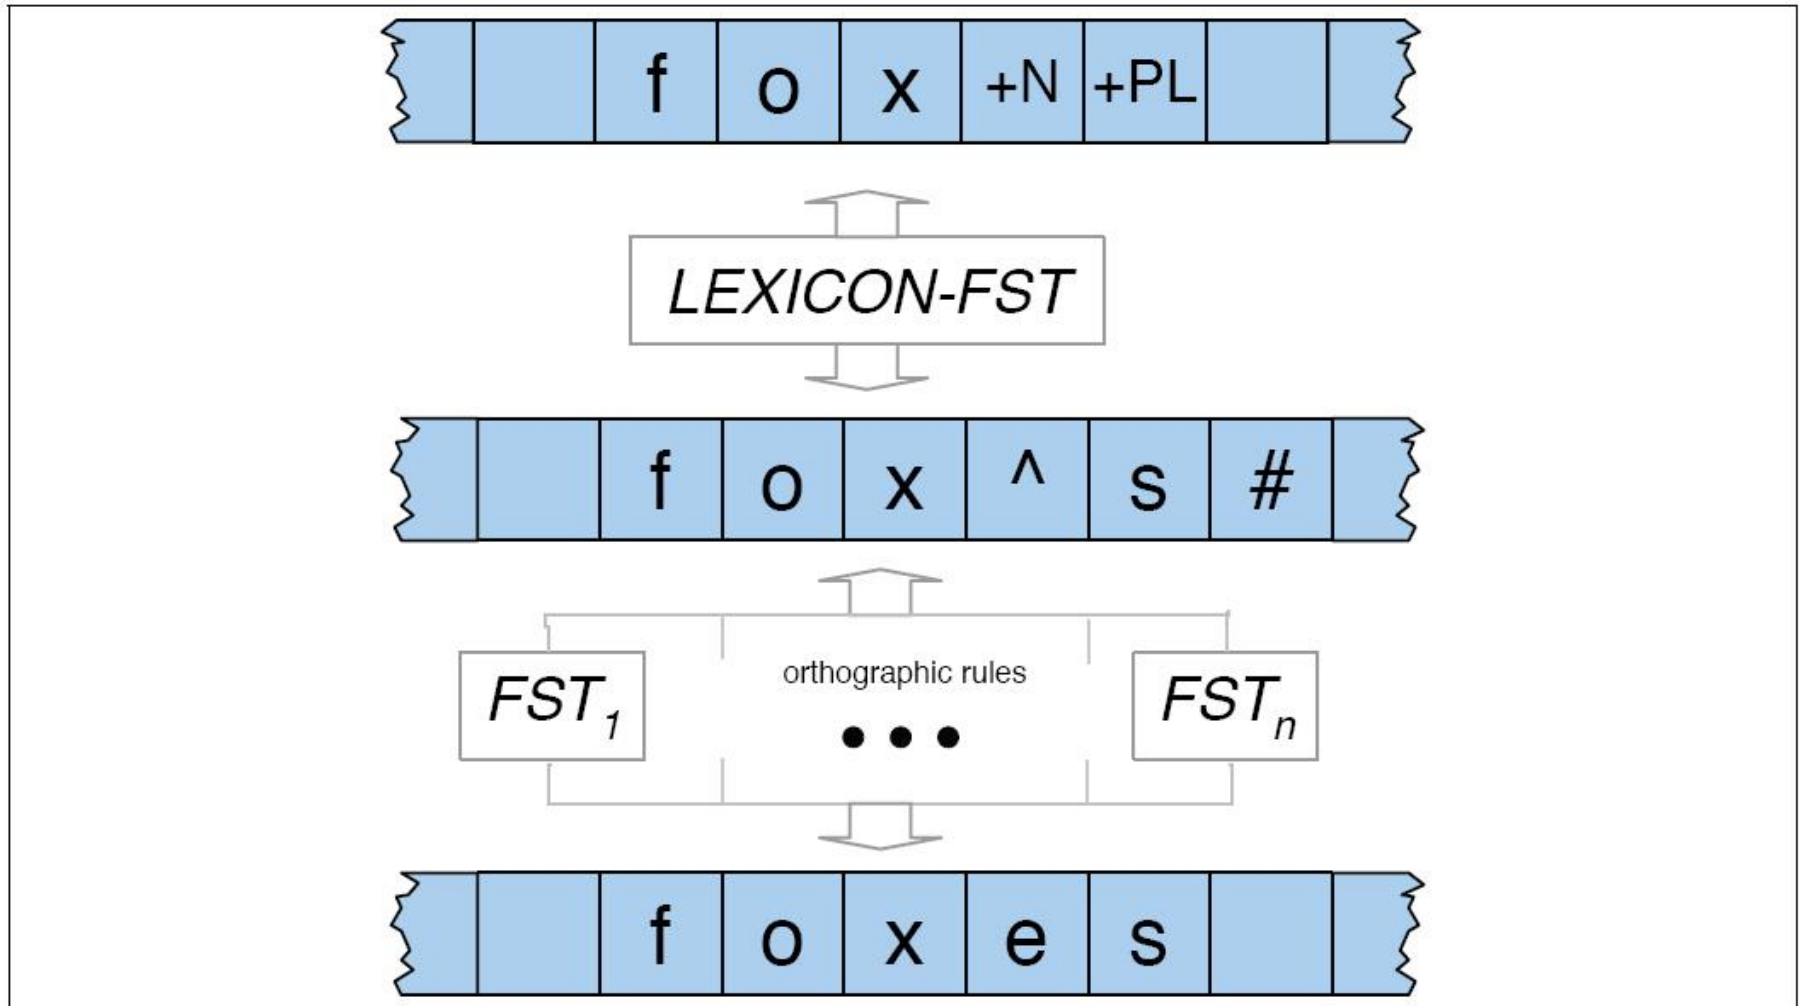 f o x +N +PL
LEXICON-FST
f o x ^ s #
orthographic rules
FST1 ● ● ● FSTn
f o x e s